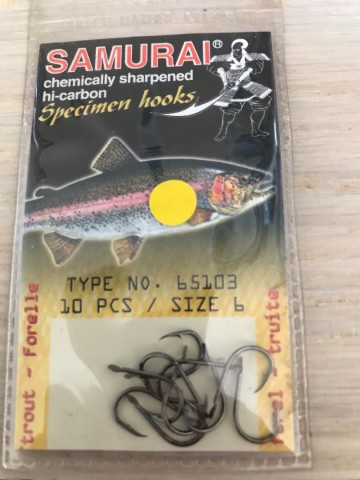 SAMURAI®
chemically sharpened
hi-carbon
Specimen hooks
TYPE NO. 65103
10 PCS / SIZE 6
trout - Forelle
truite